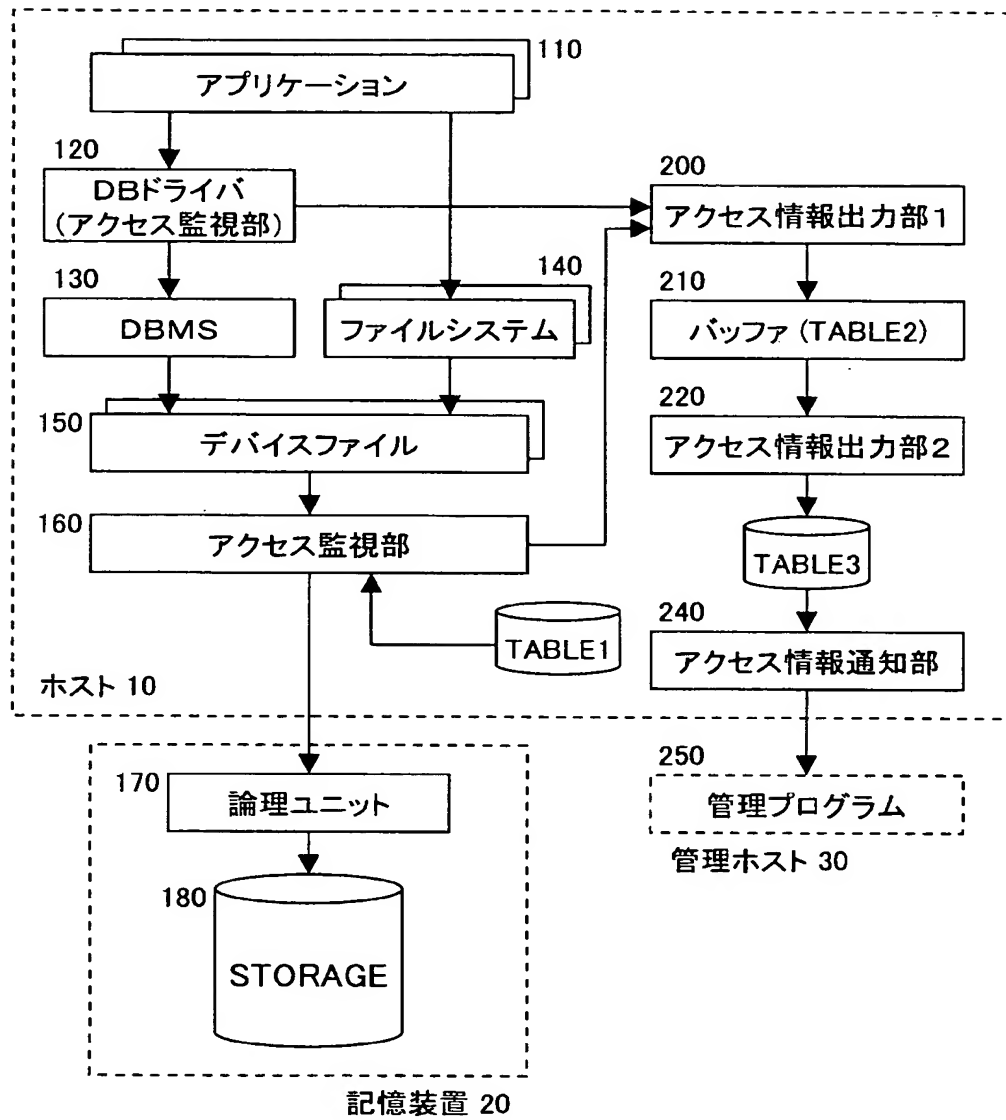 110
アプリケーション
120
DBドライバ
(アクセス監視部)
200
アクセス情報出力部1
130
DBMS
140
ファイルシステム
210
バッファ (TABLE2)
150
デバイスファイル
220
アクセス情報出力部2
160
アクセス監視部
TABLE3
TABLE1
240
アクセス情報通知部
ホスト 10
170
論理ユニット
250
管理プログラム
管理ホスト 30
180
STORAGE
記憶装置 20